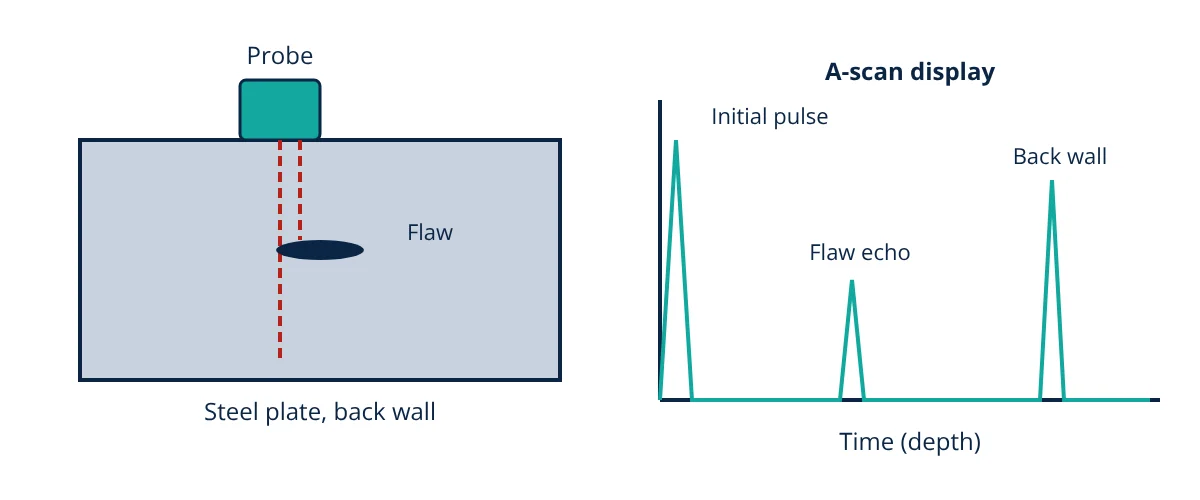 Probe
Flaw
Steel plate, back wall
A-scan display
Initial pulse
Back wall
Flaw echo
Time (depth)